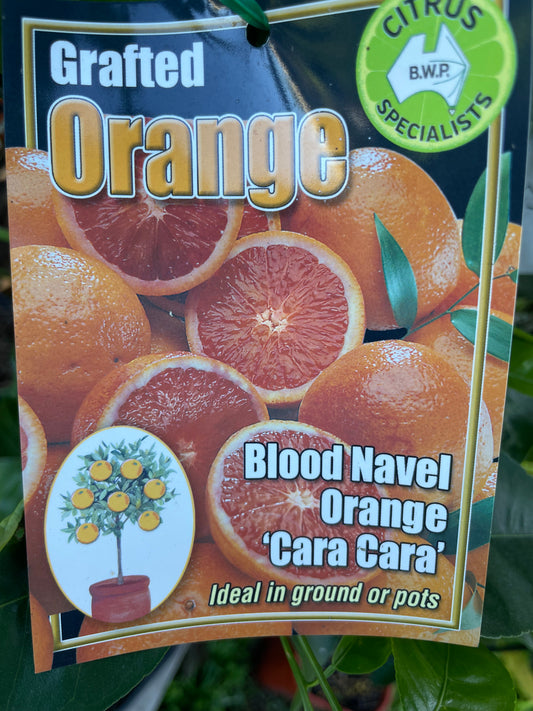 Grafted
Orange
CITRUS
B.W.P.
SPECIALISTS
Blood Navel
Orange
'Cara Cara'
Ideal in ground or pots